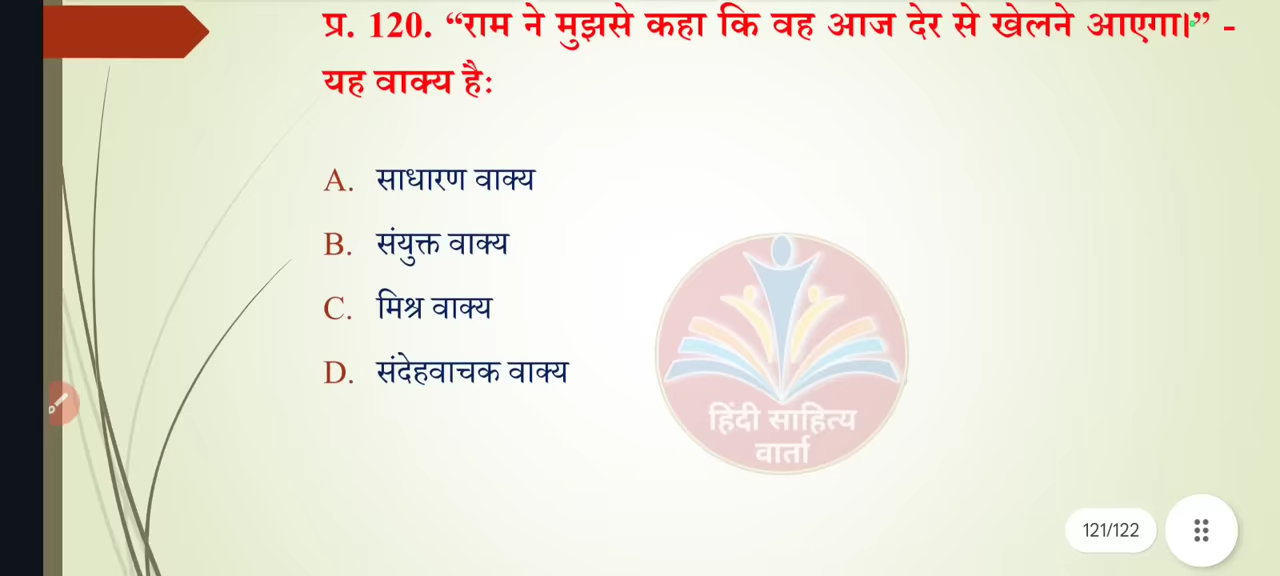 प्र. 120. “राम ने मुझसे कहा कि वह आज देर से खेलने आएगा।” -
यह वाक्य है:
A. साधारण वाक्य
B. संयुक्त वाक्य
C. मिश्र वाक्य
D. संदेहवाचक वाक्य
हिंदी साहित्य
वार्ता
121/122